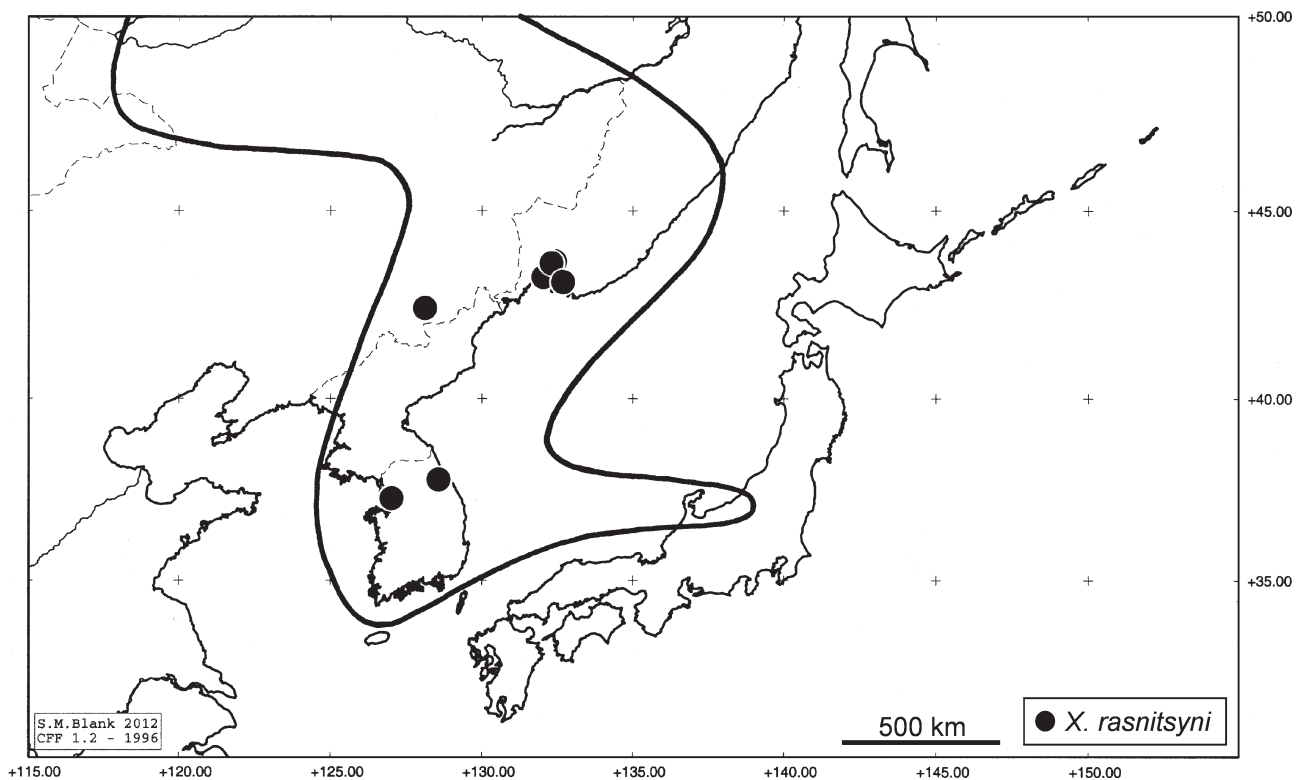 +50.00
+45.00
+40.00
+35.00
S.M.Blank 2012
CFF 1.2 - 1996
500 km
X. rasnitsyni
+115.00 +120.00 +125.00 +130.00 +135.00 +140.00 +145.00 +150.00